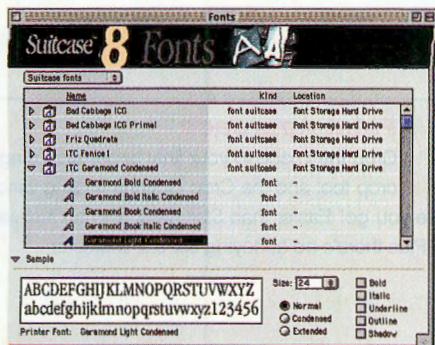 Fonts
Suitcase 8 Fonts
Suitcase fonts
Name Kind Location
Bad Cabbage ICG font suitcase Font Storage Hard Drive
Bad Cabbage ICG Primal font suitcase Font Storage Hard Drive
Friz Quadrata font suitcase Font Storage Hard Drive
ITC Fenice1 font suitcase Font Storage Hard Drive
ITC Garamond Condensed font suitcase Font Storage Hard Drive
Garamond Bold Condensed font -
Garamond Bold Italic Condensed font -
Garamond Book Condensed font -
Garamond Book Italic Condensed font -
Garamond Light Condensed font -
Sample
ABCDEFGHIJKLMNOPQRSTUVWXYZ
abcdefghijklmnopqrstuvwxyz123456
Printer Font: Garamond Light Condensed
Size: 24
Normal
Condensed
Extended
Bold
Italic
Underline
Outline
Shadow